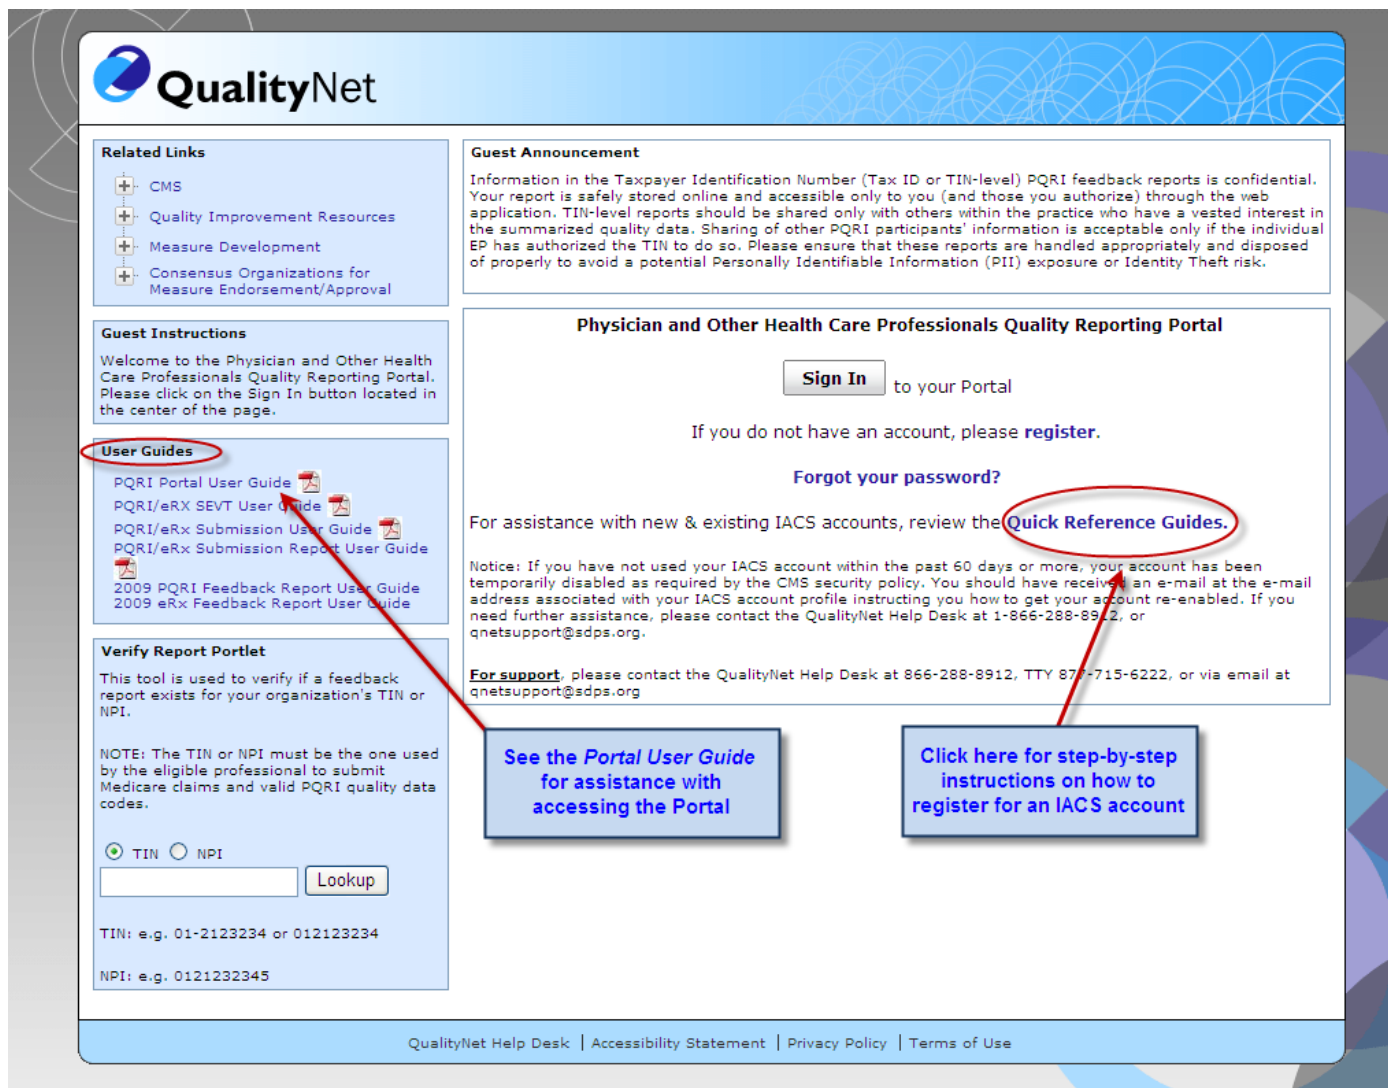 QualityNet
Related Links
CMS
Quality Improvement Resources
Measure Development
Consensus Organizations for
Measure Endorsement/Approval
Guest Instructions
Welcome to the Physician and Other Health
Care Professionals Quality Reporting Portal.
Please click on the Sign In button located in
the center of the page.
User Guides
PQRI Portal User Guide
PQRI/eRX SEVT User Guide
PQRI/eRx Submission User Guide
PQRI/eRx Submission Report User Guide
2009 PQRI Feedback Report User Guide
2009 eRx Feedback Report User Guide
Verify Report Portlet
This tool is used to verify if a feedback
report exists for your organization's TIN or
NPI.
NOTE: The TIN or NPI must be the one used
by the eligible professional to submit
Medicare claims and valid PQRI quality data
codes.
TIN NPI
Lookup
TIN: e.g. 01-2123234 or 012123234
NPI: e.g. 0121232345
Guest Announcement
Information in the Taxpayer Identification Number (Tax ID or TIN-level) PQRI feedback reports is confidential.
Your report is safely stored online and accessible only to you (and those you authorize) through the web
application. TIN-level reports should be shared only with others within the practice who have a vested interest in
the summarized quality data. Sharing of other PQRI participants' information is acceptable only if the individual
EP has authorized the TIN to do so. Please ensure that these reports are handled appropriately and disposed
of properly to avoid a potential Personally Identifiable Information (PII) exposure or Identity Theft risk.
Physician and Other Health Care Professionals Quality Reporting Portal
Sign In to your Portal
If you do not have an account, please register.
Forgot your password?
For assistance with new & existing IACS accounts, review the Quick Reference Guides.
Notice: If you have not used your IACS account within the past 60 days or more, your account has been
temporarily disabled as required by the CMS security policy. You should have received an e-mail at the e-mail
address associated with your IACS account profile instructing you how to get your account re-enabled. If you
need further assistance, please contact the QualityNet Help Desk at 1-866-288-8912, or
qnetsupport@sdps.org.
For support, please contact the QualityNet Help Desk at 866-288-8912, TTY 877-715-6222, or via email at
qnetsupport@sdps.org
See the Portal User Guide
for assistance with
accessing the Portal
Click here for step-by-step
instructions on how to
register for an IACS account
QualityNet Help Desk | Accessibility Statement | Privacy Policy | Terms of Use